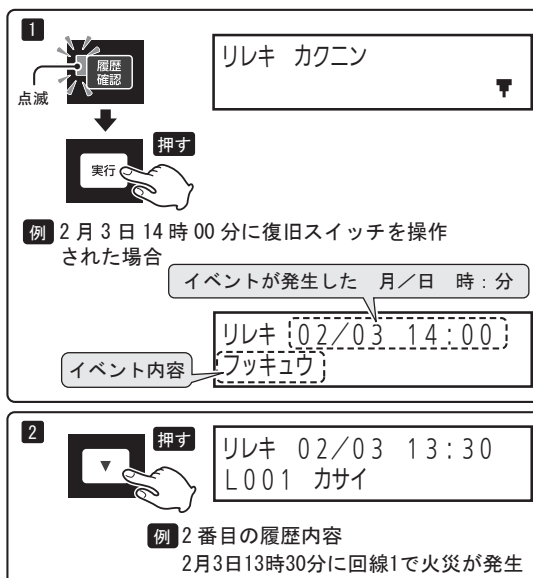 1
履歴
確認
点滅
リレキ カクニン
▼
実行
押す
例 2月3日14時00分に復旧スイッチを操作
された場合
イベントが発生した 月/日 時:分
リレキ 02/03 14:00
イベント内容
フッキュウ
2
▼
押す
リレキ 02/03 13:30
L001 カサイ
例 2番目の履歴内容
2月3日13時30分に回線1で火災が発生